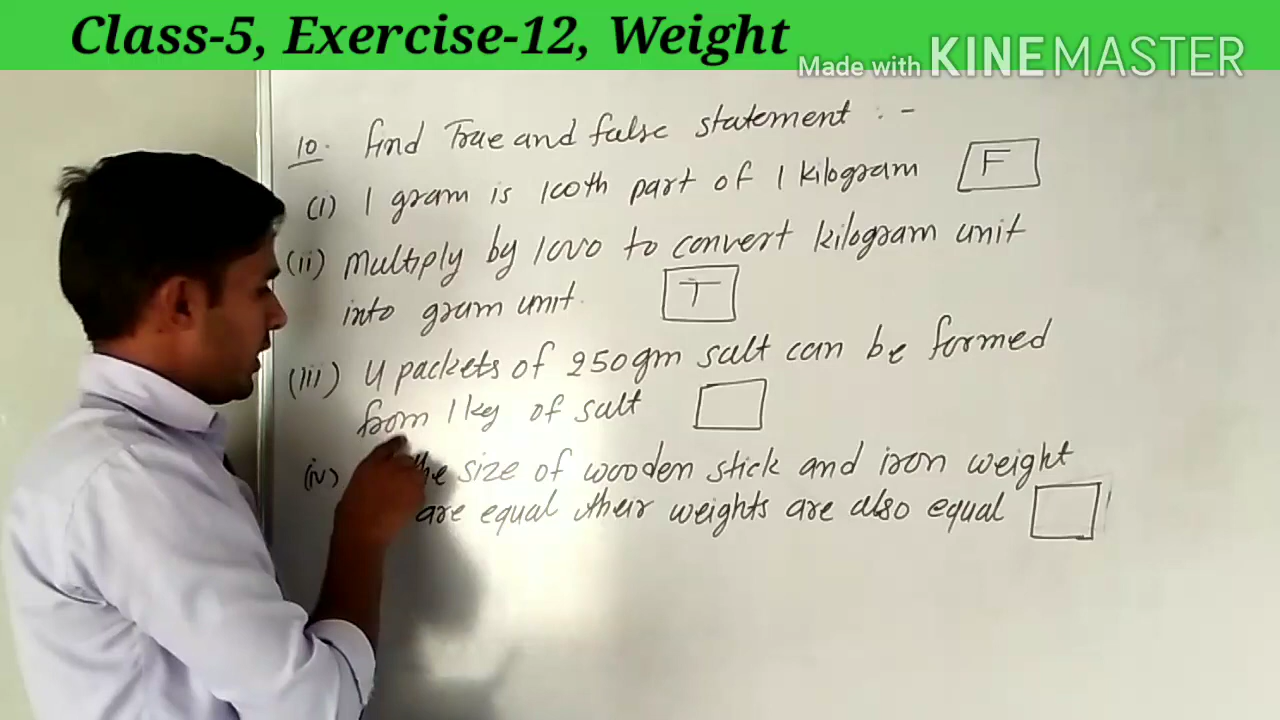 Class-5, Exercise-12, Weight
Made with KINEMASTER
10. find True and false statement :-
(i) 1 gram is 100th part of 1 kilogram F
(ii) Multiply by 1000 to convert kilogram unit
into gram unit. T
(iii) 4 packets of 250gm salt can be formed
from 1 kg of salt
(iv) the size of wooden stick and iron weight
are equal their weights are also equal